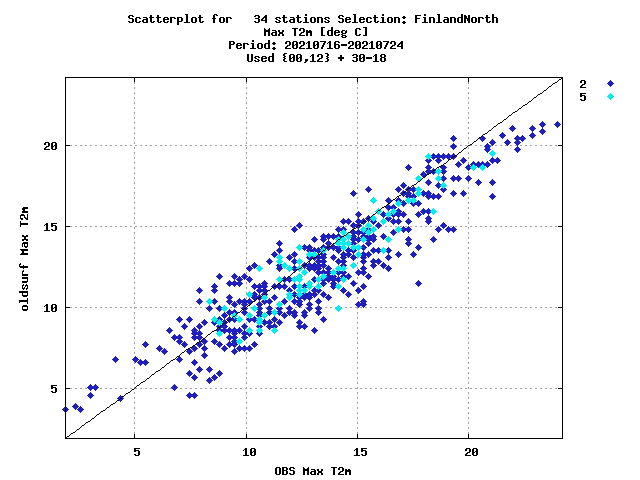 Scatterplot for   34 stations Selection: FinlandNorth
Max T2m [deg C]
Period: 20210716-20210724
Used {00,12} + 30-18
2
5
20
15
10
5
oldsurf Max T2m
5 10 15 20
OBS Max T2m